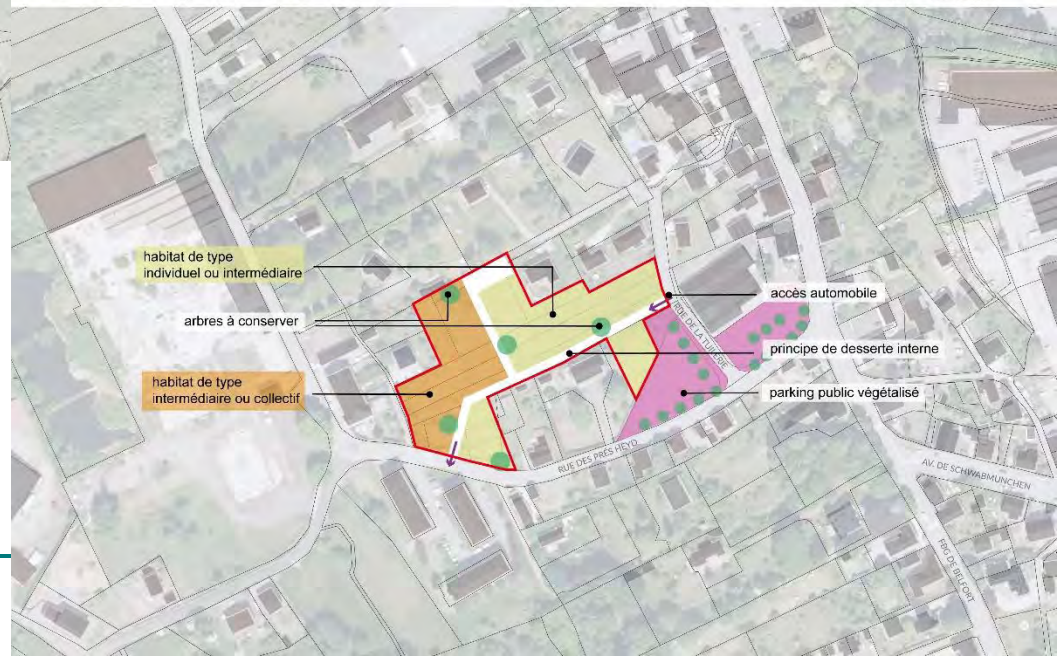 habitat de type
individuel ou intermédiaire
arbres à conserver
habitat de type
intermédiaire ou collectif
accès automobile
principe de desserte interne
parking public végétalisé
RUE DE LA TUILERIE
RUE DES PRÉS HEYD
AV. DE SCHWABMUNCHEN
FBG DE BELFORT